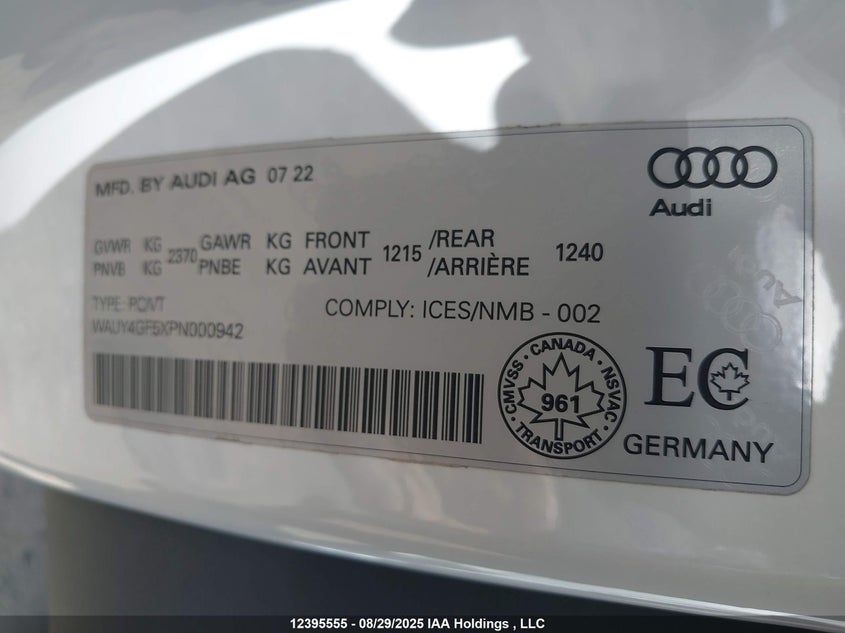 MFD. BY AUDI AG 07 22
Audi
GVWR KG 2370 GAWR KG FRONT 1215 /REAR 1240
PNVB KG PNBE KG AVANT /ARRIÈRE
TYPE: PC/VT
COMPLY: ICES/NMB - 002
WAUY4GF5XPN000942
CMVSS · CANADA · NSVAC · TRANSPORT ·
961
EC
GERMANY
Audi
12395555 - 08/29/2025 IAA Holdings , LLC